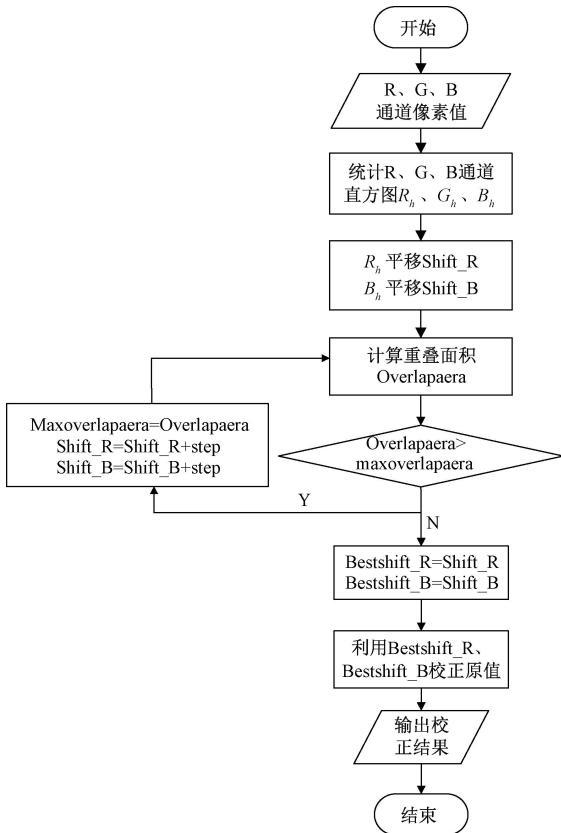 开始
R、G、B
通道像素值
统计R、G、B通道
直方图Rh、Gh、Bh
Rh 平移Shift_R
Bh 平移Shift_B
计算重叠面积
Overlapaera
Maxoverlapaera=Overlapaera
Shift_R=Shift_R+step
Shift_B=Shift_B+step
Overlapaera>
maxoverlapaera
Y
N
Bestshift_R=Shift_R
Bestshift_B=Shift_B
利用Bestshift_R、
Bestshift_B校正原值
输出校
正结果
结束